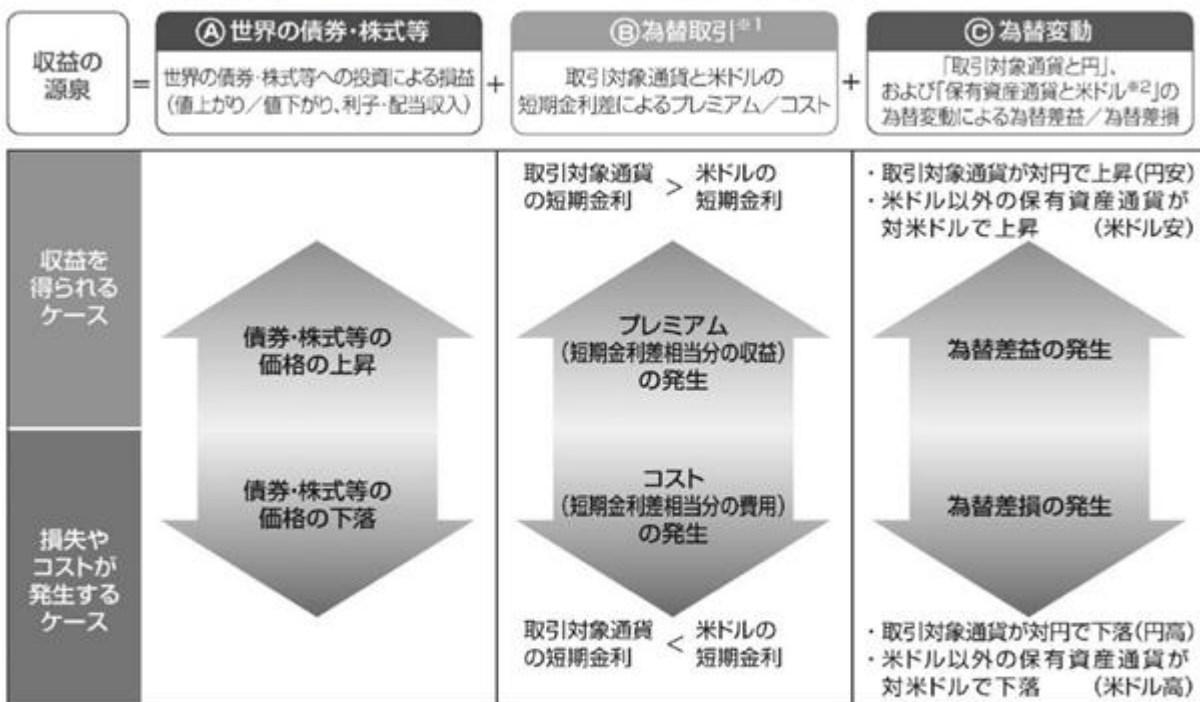 収益の
源泉
=
Ⓐ世界の債券・株式等
世界の債券・株式等への投資による損益
(値上がり/値下がり、利子・配当収入)
+
Ⓑ為替取引※1
取引対象通貨と米ドルの
短期金利差によるプレミアム/コスト
+
Ⓒ為替変動
「取引対象通貨と円」、
および「保有資産通貨と米ドル※2」の
為替変動による為替差益/為替差損
収益を
得られる
ケース
債券・株式等の
価格の上昇
取引対象通貨 の短期金利 > 米ドルの 短期金利
プレミアム
(短期金利差相当分の収益)
の発生
・取引対象通貨が対円で上昇(円安)
・米ドル以外の保有資産通貨が
対米ドルで上昇 (米ドル安)
為替差益の発生
損失や
コストが
発生する
ケース
債券・株式等の
価格の下落
コスト
(短期金利差相当分の費用)
の発生
取引対象通貨 の短期金利 < 米ドルの 短期金利
為替差損の発生
・取引対象通貨が対円で下落(円高)
・米ドル以外の保有資産通貨が
対米ドルで下落 (米ドル高)